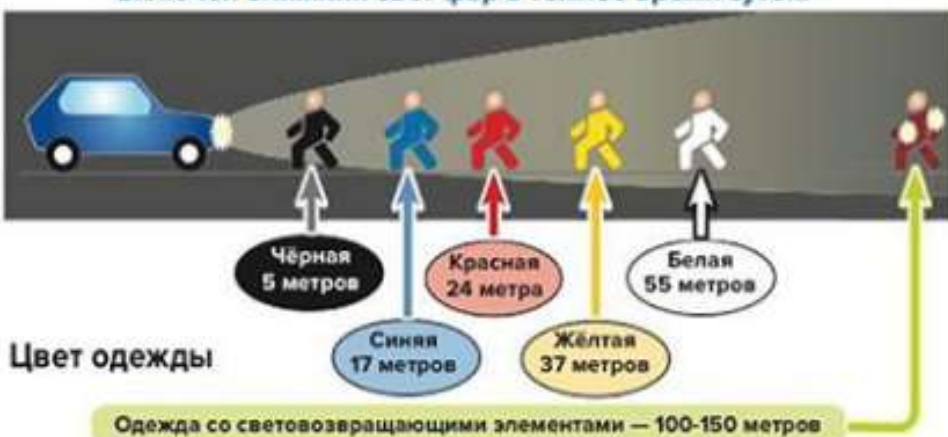 Чёрная
5 метров
Красная
24 метра
Белая
55 метров
Цвет одежды
Синяя
17 метров
Жёлтая
37 метров
Одежда со световозвращающими элементами — 100-150 метров